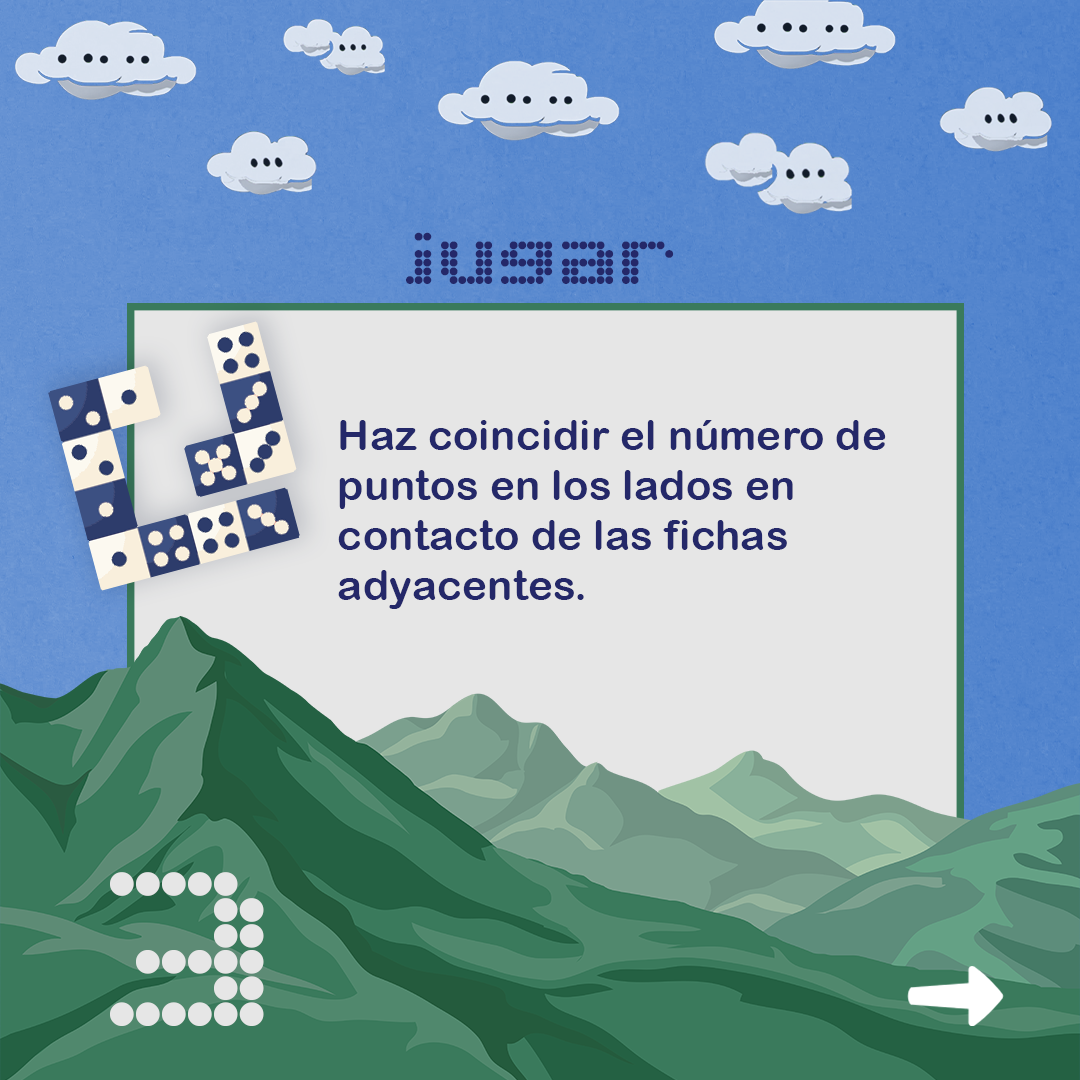 jugar
Haz coincidir el número de
puntos en los lados en
contacto de las fichas
adyacentes.
3